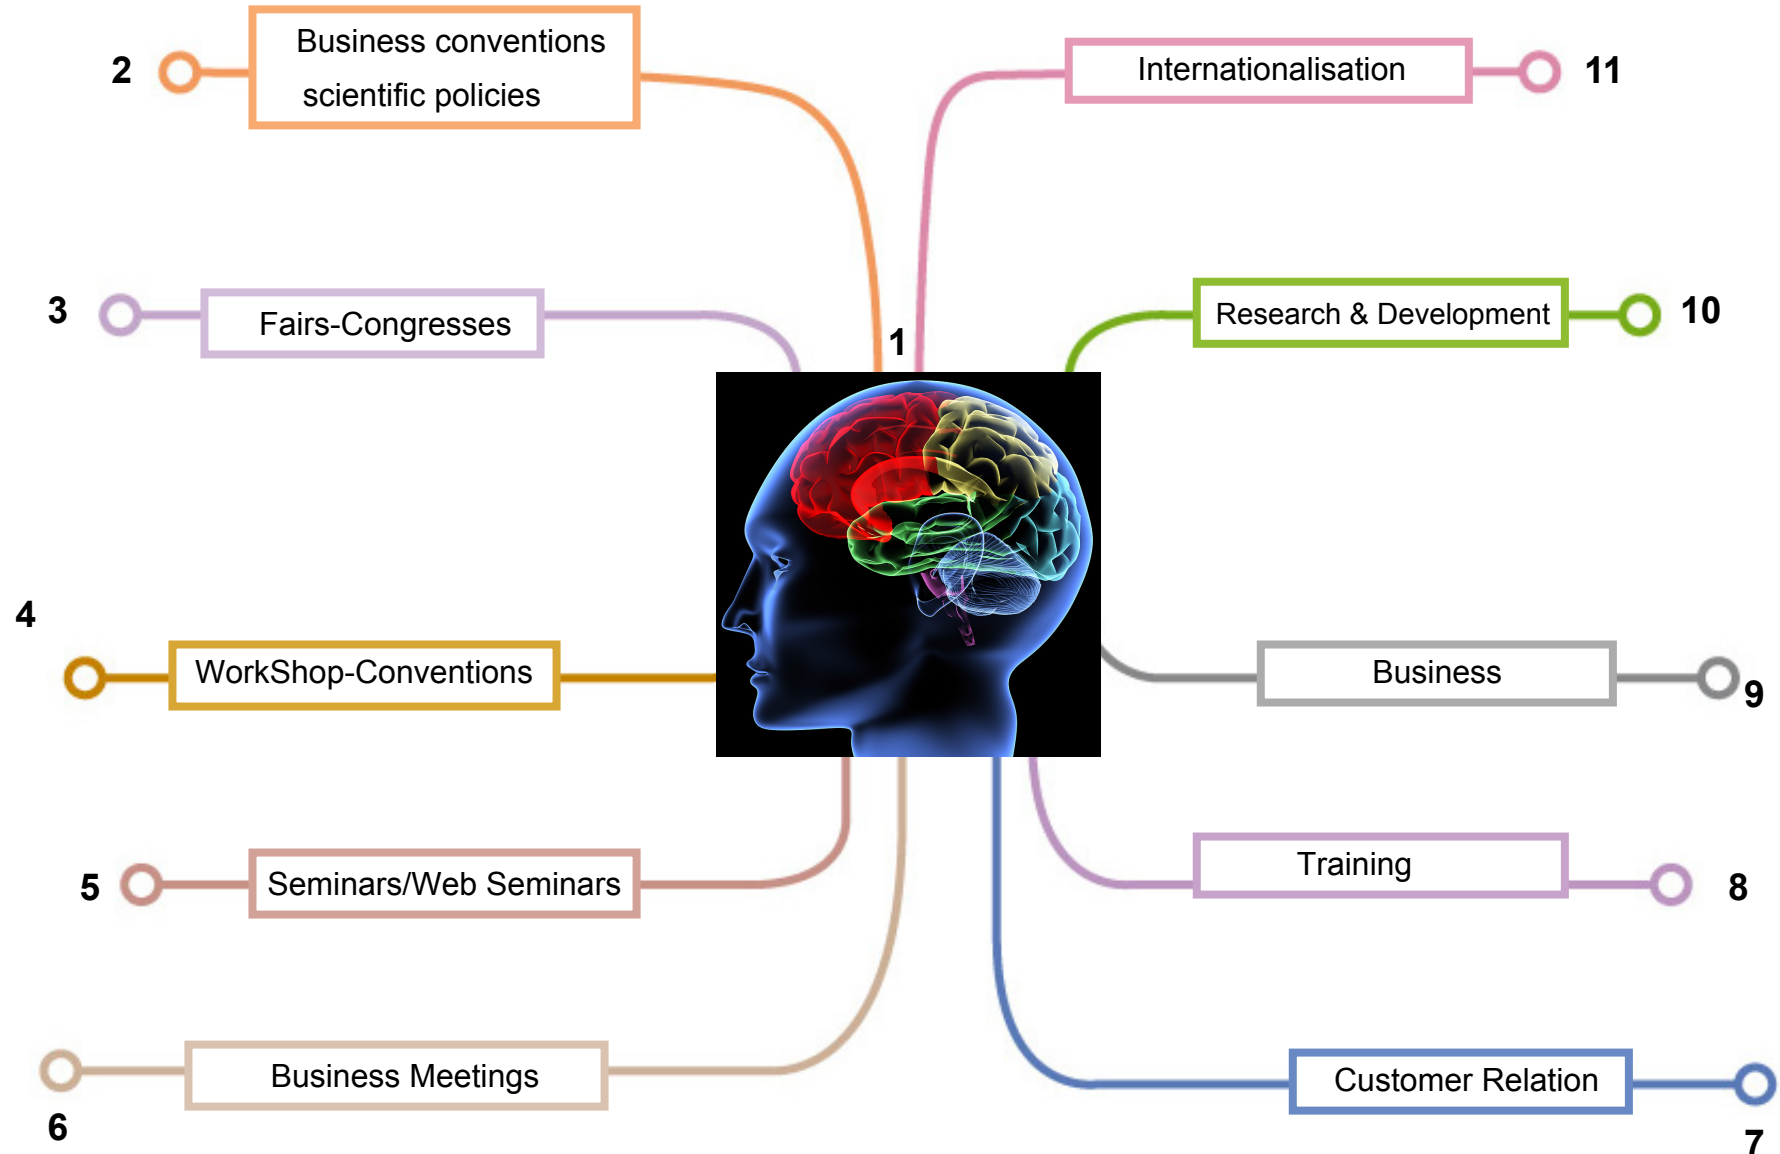 2
Business conventions
scientific policies
Internationalisation
11
3
Fairs-Congresses
1
Research & Development
10
4
WorkShop-Conventions
Business
9
5
Seminars/Web Seminars
Training
8
6
Business Meetings
Customer Relation
7